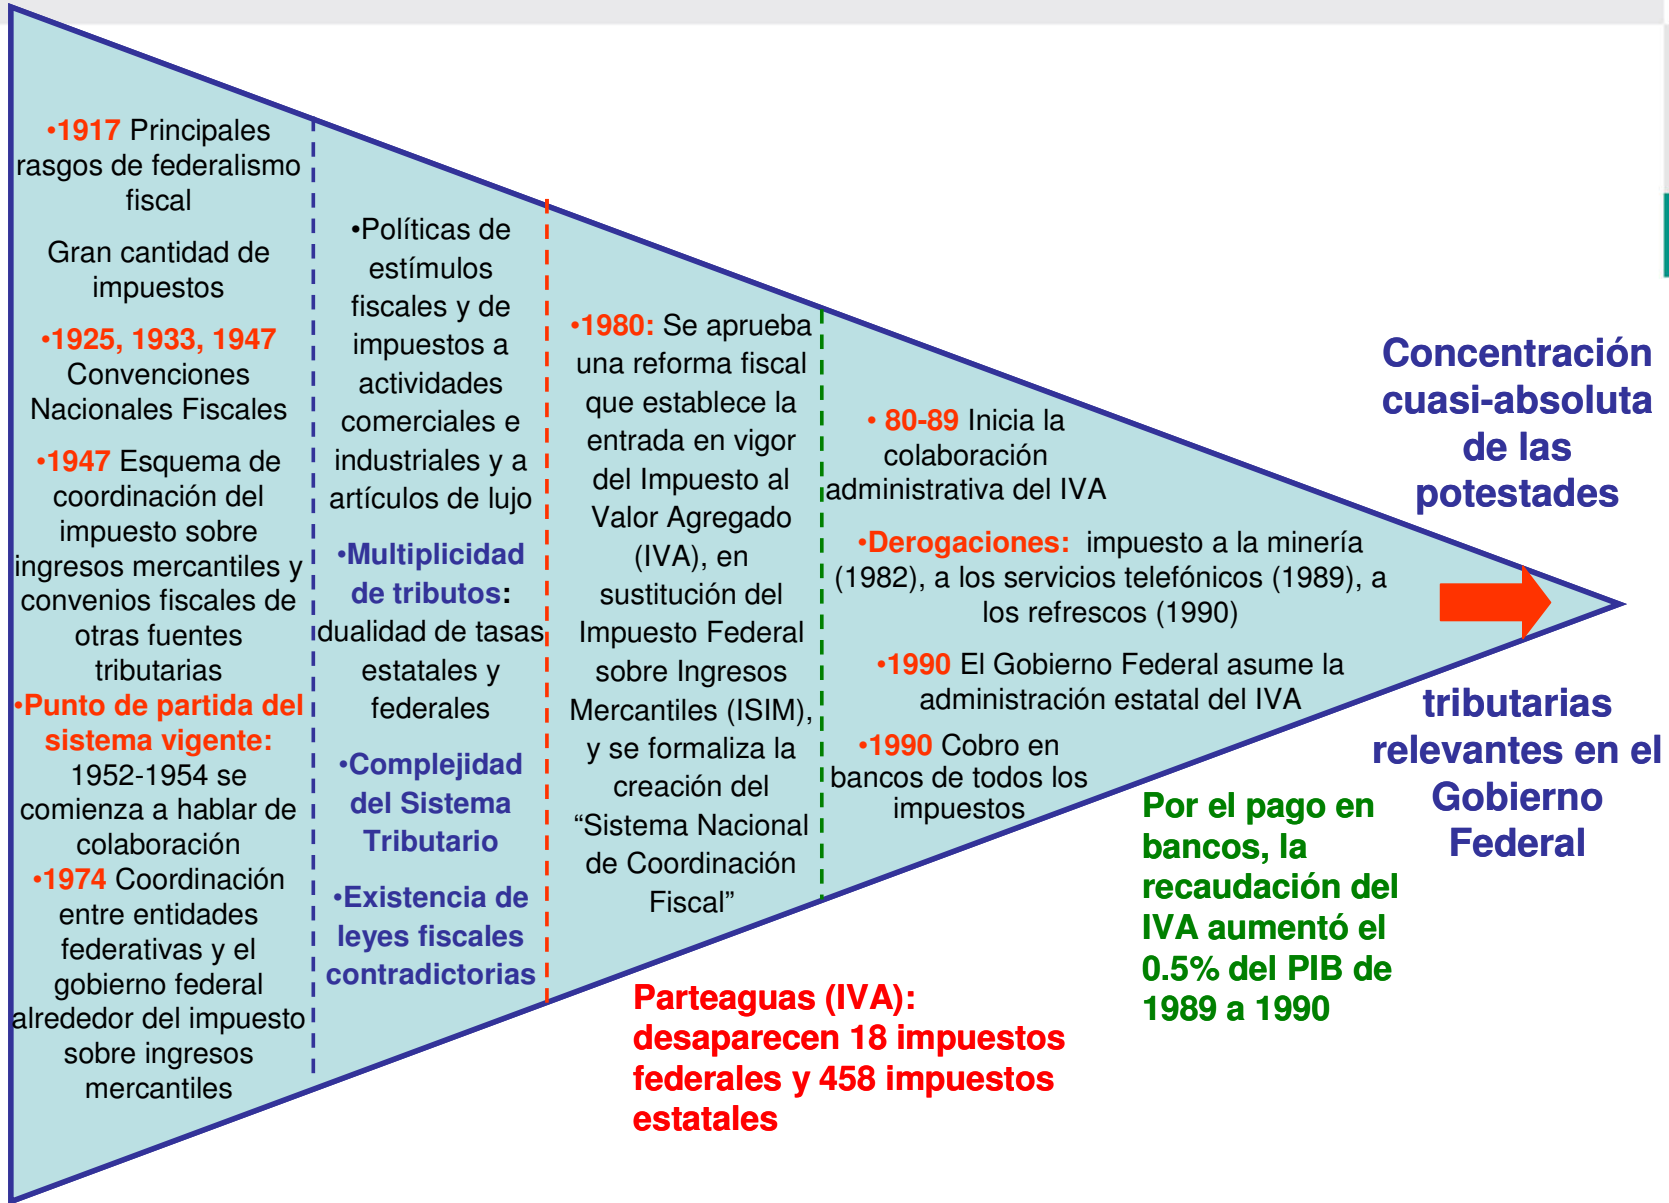 •1917 Principales
rasgos de federalismo
fiscal
Gran cantidad de
impuestos
•1925, 1933, 1947
Convenciones
Nacionales Fiscales
•1947 Esquema de
coordinación del
impuesto sobre
ingresos mercantiles y
convenios fiscales de
otras fuentes
tributarias
•Punto de partida del
sistema vigente:
1952-1954 se
comienza a hablar de
colaboración
•1974 Coordinación
entre entidades
federativas y el
gobierno federal
alrededor del impuesto
sobre ingresos
mercantiles
•Políticas de
estímulos
fiscales y de
impuestos a
actividades
comerciales e
industriales y a
artículos de lujo
•Multiplicidad
de tributos:
dualidad de tasas
estatales y
federales
•Complejidad
del Sistema
Tributario
•Existencia de
leyes fiscales
contradictorias
•1980: Se aprueba
una reforma fiscal
que establece la
entrada en vigor
del Impuesto al
Valor Agregado
(IVA), en
sustitución del
Impuesto Federal
sobre Ingresos
Mercantiles (ISIM),
y se formaliza la
creación del
“Sistema Nacional
de Coordinación
Fiscal”
• 80-89 Inicia la
colaboración
administrativa del IVA
•Derogaciones: impuesto a la minería
(1982), a los servicios telefónicos (1989), a
los refrescos (1990)
•1990 El Gobierno Federal asume la
administración estatal del IVA
•1990 Cobro en
bancos de todos los
impuestos
Concentración
cuasi-absoluta
de las
potestades
tributarias
relevantes en el
Gobierno
Federal
Por el pago en
bancos, la
recaudación del
IVA aumentó el
0.5% del PIB de
1989 a 1990
Parteaguas (IVA):
desaparecen 18 impuestos
federales y 458 impuestos
estatales